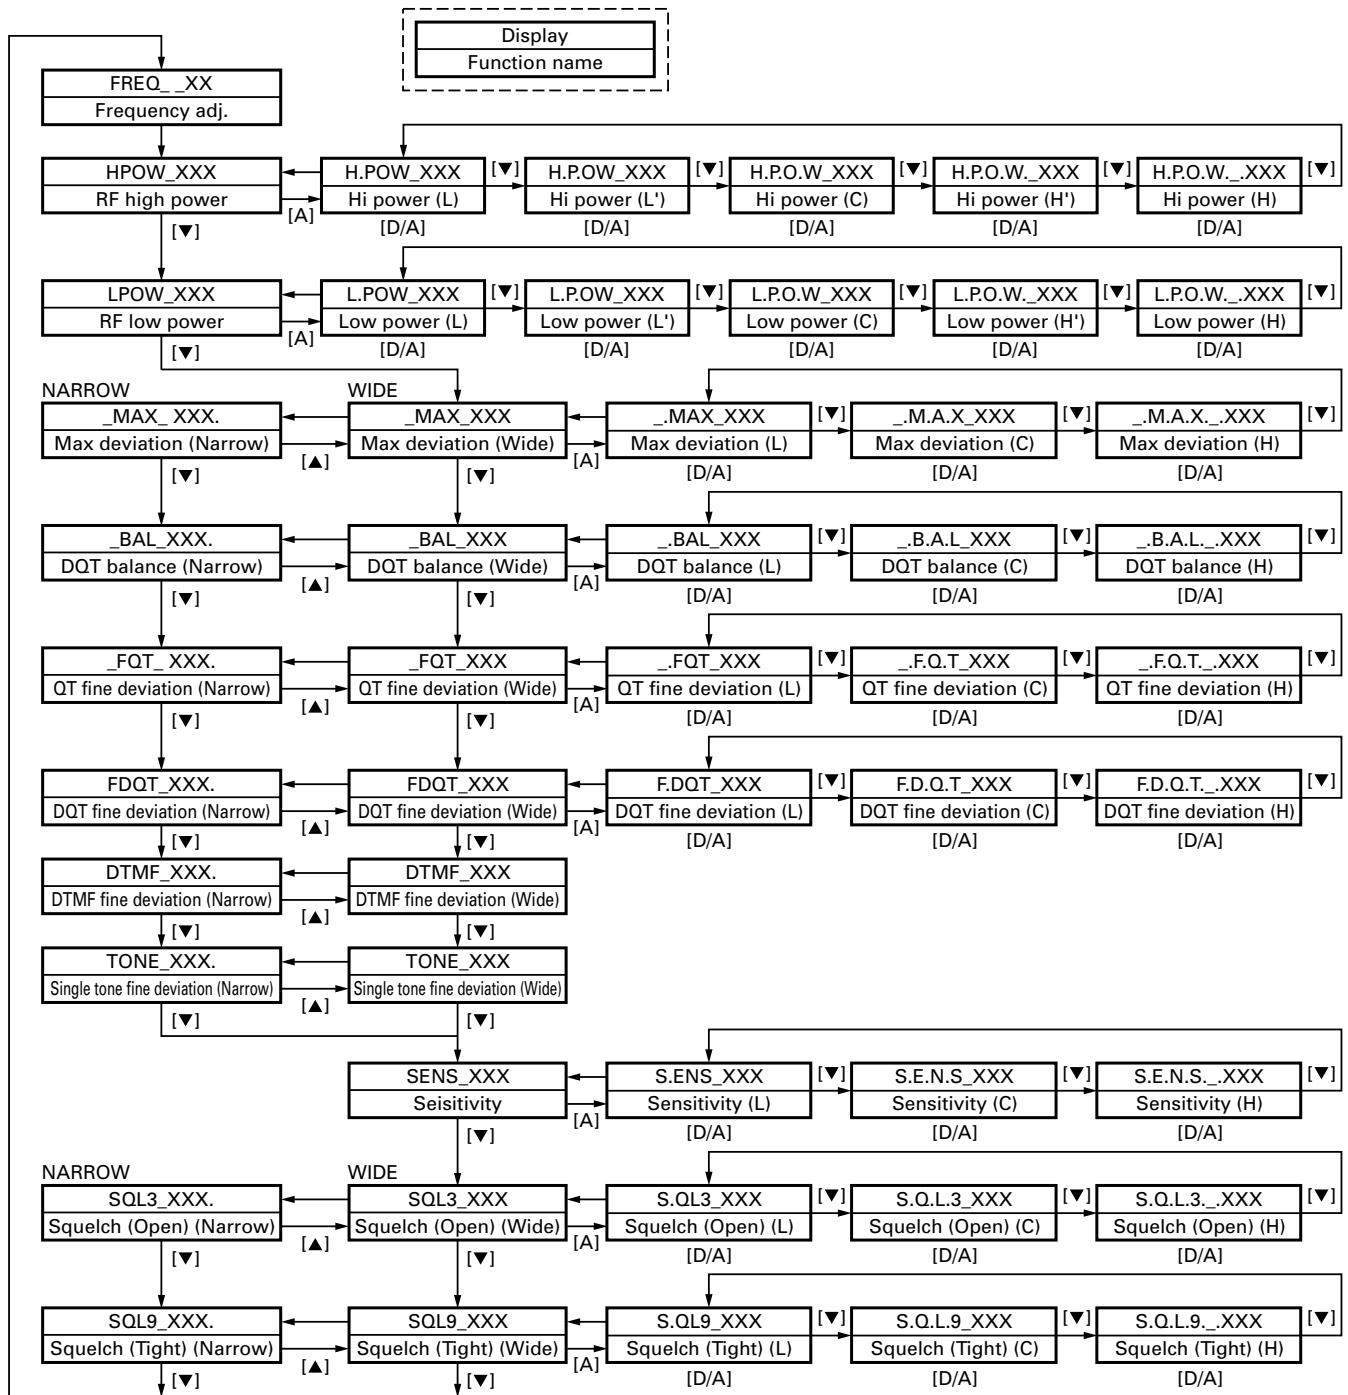 Display
Function name
FREQ_ _XX
Frequency adj.
HPOW_XXX
RF high power
[▼]
[A]
H.POW_XXX
Hi power (L)
[D/A]
[▼]
H.P.OW_XXX
Hi power (L')
[D/A]
[▼]
H.P.O.W_XXX
Hi power (C)
[D/A]
[▼]
H.P.O.W._XXX
Hi power (H')
[D/A]
[▼]
H.P.O.W._.XXX
Hi power (H)
[D/A]
[▼]
LPOW_XXX
RF low power
[▼]
[A]
L.POW_XXX
Low power (L)
[D/A]
[▼]
L.P.OW_XXX
Low power (L')
[D/A]
[▼]
L.P.O.W_XXX
Low power (C)
[D/A]
[▼]
L.P.O.W._XXX
Low power (H')
[D/A]
[▼]
L.P.O.W._.XXX
Low power (H)
[D/A]
[▼]
NARROW
WIDE
_MAX_ XXX.
Max deviation (Narrow)
[▼]
[▲]
_MAX_XXX
Max deviation (Wide)
[▼]
[A]
_.MAX_XXX
Max deviation (L)
[D/A]
[▼]
_.M.A.X_XXX
Max deviation (C)
[D/A]
[▼]
_.M.A.X._.XXX
Max deviation (H)
[D/A]
[▼]
_BAL_XXX.
DQT balance (Narrow)
[▼]
[▲]
_BAL_XXX
DQT balance (Wide)
[▼]
[A]
_.BAL_XXX
DQT balance (L)
[D/A]
[▼]
_.B.A.L_XXX
DQT balance (C)
[D/A]
[▼]
_.B.A.L._.XXX
DQT balance (H)
[D/A]
[▼]
_FQT_ XXX.
QT fine deviation (Narrow)
[▼]
[▲]
_FQT_XXX
QT fine deviation (Wide)
[▼]
[A]
_.FQT_XXX
QT fine deviation (L)
[D/A]
[▼]
_.F.Q.T_XXX
QT fine deviation (C)
[D/A]
[▼]
_.F.Q.T._.XXX
QT fine deviation (H)
[D/A]
[▼]
FDQT_XXX.
DQT fine deviation (Narrow)
[▼]
[▲]
FDQT_XXX
DQT fine deviation (Wide)
[▼]
[A]
F.DQT_XXX
DQT fine deviation (L)
[D/A]
[▼]
F.D.Q.T_XXX
DQT fine deviation (C)
[D/A]
[▼]
F.D.Q.T._.XXX
DQT fine deviation (H)
[D/A]
[▼]
DTMF_XXX.
DTMF fine deviation (Narrow)
[▼]
[▲]
DTMF_XXX
DTMF fine deviation (Wide)
[▼]
TONE_XXX.
Single tone fine deviation (Narrow)
[▼]
[▲]
TONE_XXX
Single tone fine deviation (Wide)
[▼]
SENS_XXX
Seisitivity
[▼]
[A]
S.ENS_XXX
Sensitivity (L)
[D/A]
[▼]
S.E.N.S_XXX
Sensitivity (C)
[D/A]
[▼]
S.E.N.S._.XXX
Sensitivity (H)
[D/A]
[▼]
NARROW
WIDE
SQL3_XXX.
Squelch (Open) (Narrow)
[▼]
[▲]
SQL3_XXX
Squelch (Open) (Wide)
[▼]
[A]
S.QL3_XXX
Squelch (Open) (L)
[D/A]
[▼]
S.Q.L.3_XXX
Squelch (Open) (C)
[D/A]
[▼]
S.Q.L.3._.XXX
Squelch (Open) (H)
[D/A]
[▼]
SQL9_XXX.
Squelch (Tight) (Narrow)
[▼]
[▲]
SQL9_XXX
Squelch (Tight) (Wide)
[▼]
[A]
S.QL9_XXX
Squelch (Tight) (L)
[D/A]
[▼]
S.Q.L.9_XXX
Squelch (Tight) (C)
[D/A]
[▼]
S.Q.L.9._.XXX
Squelch (Tight) (H)
[D/A]
[▼]